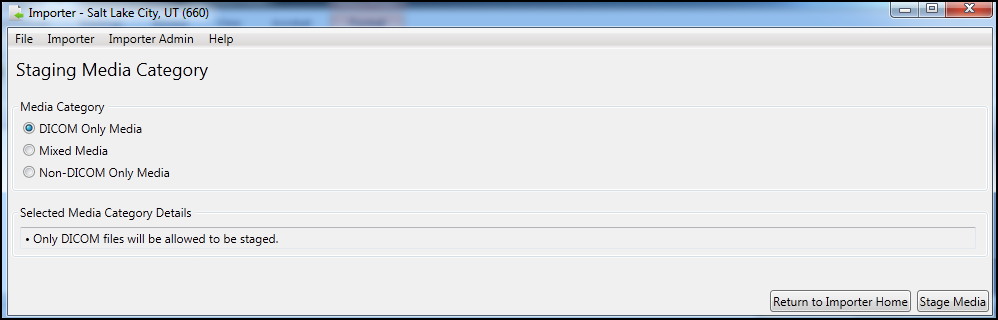 Importer - Salt Lake City, UT (660)
File Importer Importer Admin Help
Staging Media Category
Media Category
DICOM Only Media
Mixed Media
Non-DICOM Only Media
Selected Media Category Details
• Only DICOM files will be allowed to be staged.
Return to Importer Home Stage Media